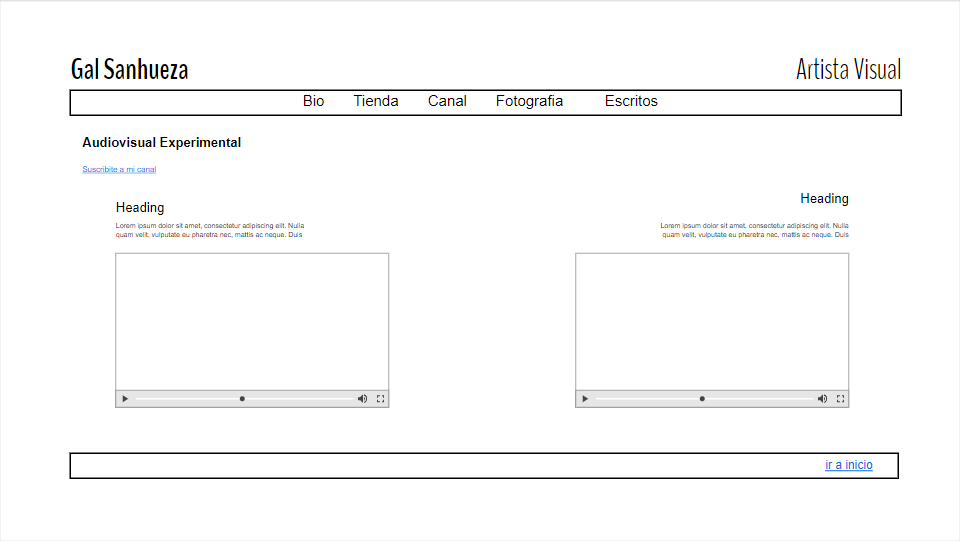 Gal Sanhueza
Artista Visual
Bio Tienda Canal Fotografia Escritos
Audiovisual Experimental
Suscribite a mi canal
Heading
Lorem ipsum dolor sit amet, consectetur adipiscing elit. Nulla
quam velit, vulputate eu pharetra nec, mattis ac neque. Duis
Heading
Lorem ipsum dolor sit amet, consectetur adipiscing elit. Nulla
quam velit, vulputate eu pharetra nec, mattis ac neque. Duis
ir a inicio